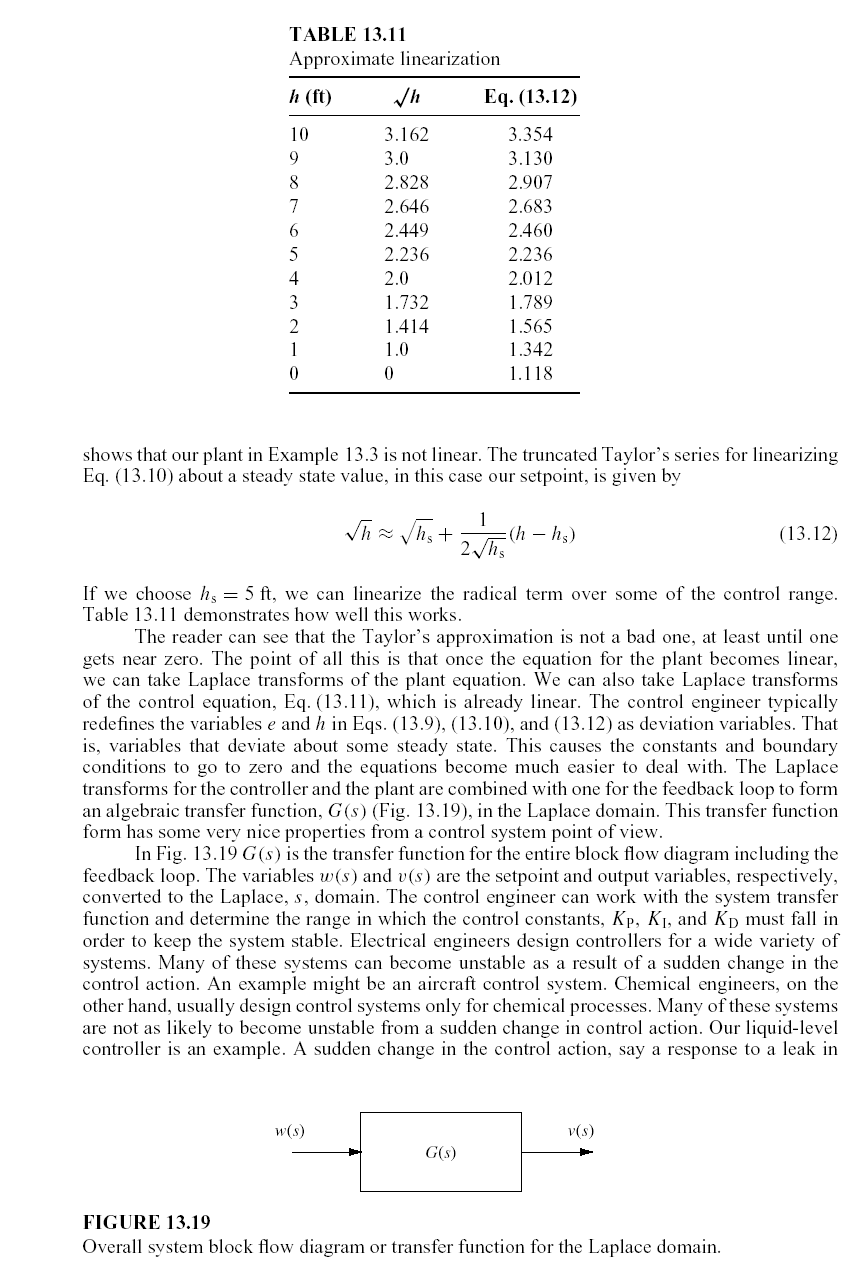 TABLE 13.11
Approximate linearization
h (ft) √h Eq. (13.12)
10 3.162 3.354
9 3.0 3.130
8 2.828 2.907
7 2.646 2.683
6 2.449 2.460
5 2.236 2.236
4 2.0 2.012
3 1.732 1.789
2 1.414 1.565
1 1.0 1.342
0 0 1.118
shows that our plant in Example 13.3 is not linear. The truncated Taylor's series for linearizing
Eq. (13.10) about a steady state value, in this case our setpoint, is given by
√h ≈ √hₛ + 1/(2√hₛ) (h − hₛ) (13.12)
If we choose hₛ = 5 ft, we can linearize the radical term over some of the control range.
Table 13.11 demonstrates how well this works.
The reader can see that the Taylor's approximation is not a bad one, at least until one
gets near zero. The point of all this is that once the equation for the plant becomes linear,
we can take Laplace transforms of the plant equation. We can also take Laplace transforms
of the control equation, Eq. (13.11), which is already linear. The control engineer typically
redefines the variables e and h in Eqs. (13.9), (13.10), and (13.12) as deviation variables. That
is, variables that deviate about some steady state. This causes the constants and boundary
conditions to go to zero and the equations become much easier to deal with. The Laplace
transforms for the controller and the plant are combined with one for the feedback loop to form
an algebraic transfer function, G(s) (Fig. 13.19), in the Laplace domain. This transfer function
form has some very nice properties from a control system point of view.
In Fig. 13.19 G(s) is the transfer function for the entire block flow diagram including the
feedback loop. The variables w(s) and v(s) are the setpoint and output variables, respectively,
converted to the Laplace, s, domain. The control engineer can work with the system transfer
function and determine the range in which the control constants, K_P, K_I, and K_D must fall in
order to keep the system stable. Electrical engineers design controllers for a wide variety of
systems. Many of these systems can become unstable as a result of a sudden change in the
control action. An example might be an aircraft control system. Chemical engineers, on the
other hand, usually design control systems only for chemical processes. Many of these systems
are not as likely to become unstable from a sudden change in control action. Our liquid-level
controller is an example. A sudden change in the control action, say a response to a leak in
w(s) G(s) v(s)
FIGURE 13.19
Overall system block flow diagram or transfer function for the Laplace domain.